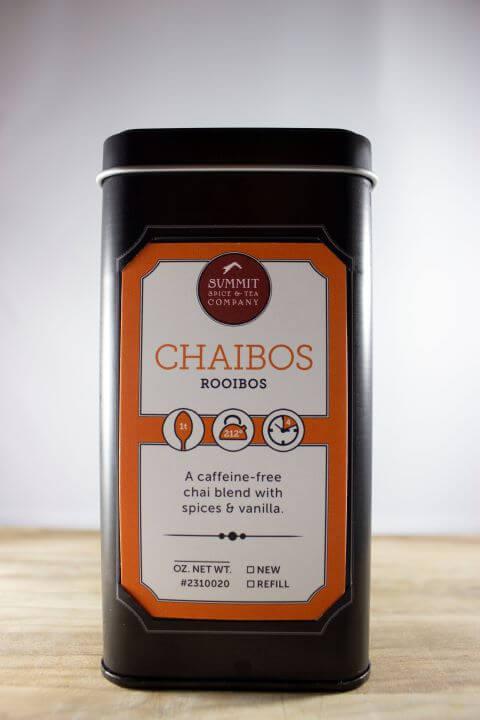 SUMMIT
SPICE & TEA
COMPANY
CHAIBOS
ROOIBOS
1t
212°
4
A caffeine-free
chai blend with
spices & vanilla.
OZ. NET WT. ☐ NEW
#2310020 ☐ REFILL